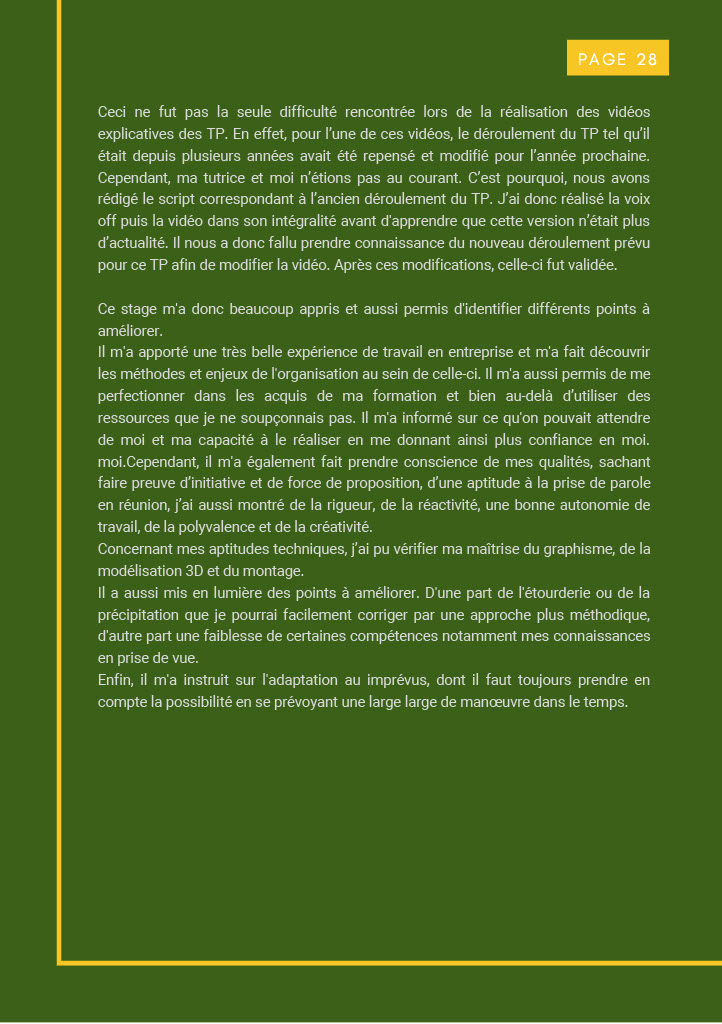 PAGE 28
Ceci ne fut pas la seule difficulté rencontrée lors de la réalisation des vidéos
explicatives des TP. En effet, pour l’une de ces vidéos, le déroulement du TP tel qu’il
était depuis plusieurs années avait été repensé et modifié pour l’année prochaine.
Cependant, ma tutrice et moi n’étions pas au courant. C’est pourquoi, nous avons
rédigé le script correspondant à l’ancien déroulement du TP. J’ai donc réalisé la voix
off puis la vidéo dans son intégralité avant d'apprendre que cette version n’était plus
d’actualité. Il nous a donc fallu prendre connaissance du nouveau déroulement prévu
pour ce TP afin de modifier la vidéo. Après ces modifications, celle-ci fut validée.
Ce stage m'a donc beaucoup appris et aussi permis d'identifier différents points à
améliorer.
Il m'a apporté une très belle expérience de travail en entreprise et m'a fait découvrir
les méthodes et enjeux de l'organisation au sein de celle-ci. Il m'a aussi permis de me
perfectionner dans les acquis de ma formation et bien au-delà d’utiliser des
ressources que je ne soupçonnais pas. Il m'a informé sur ce qu'on pouvait attendre
de moi et ma capacité à le réaliser en me donnant ainsi plus confiance en moi.
moi.Cependant, il m'a également fait prendre conscience de mes qualités, sachant
faire preuve d’initiative et de force de proposition, d’une aptitude à la prise de parole
en réunion, j’ai aussi montré de la rigueur, de la réactivité, une bonne autonomie de
travail, de la polyvalence et de la créativité.
Concernant mes aptitudes techniques, j’ai pu vérifier ma maîtrise du graphisme, de la
modélisation 3D et du montage.
Il a aussi mis en lumière des points à améliorer. D'une part de l'étourderie ou de la
précipitation que je pourrai facilement corriger par une approche plus méthodique,
d'autre part une faiblesse de certaines compétences notamment mes connaissances
en prise de vue.
Enfin, il m'a instruit sur l'adaptation au imprévus, dont il faut toujours prendre en
compte la possibilité en se prévoyant une large large de manœuvre dans le temps.